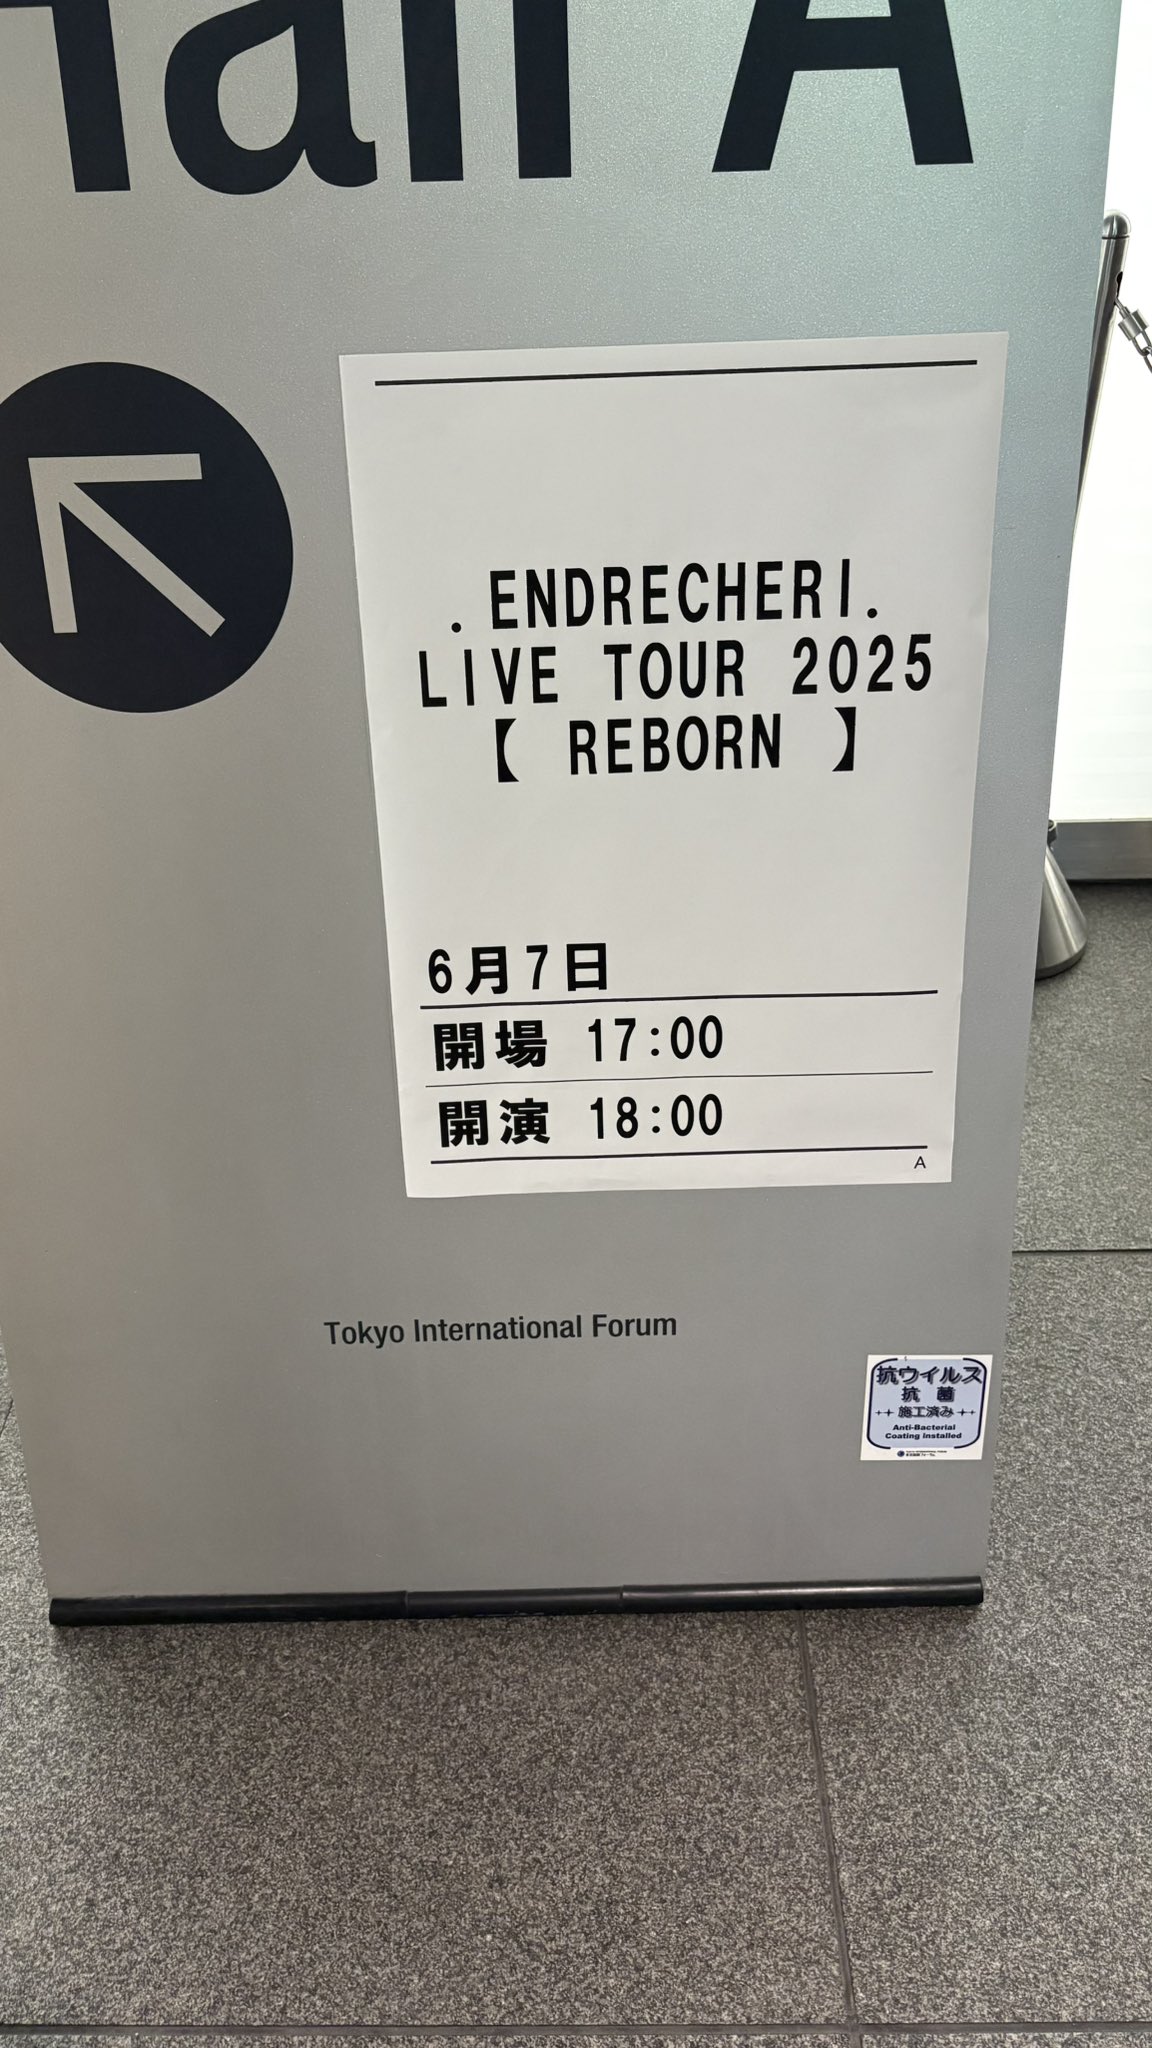 Hall A
.ENDRECHERI.
LIVE TOUR 2025
【 REBORN 】
6月7日
開場 17:00
開演 18:00
A
Tokyo International Forum
抗ウイルス
抗 菌
施工済み
Anti-Bacterial
Coating Installed